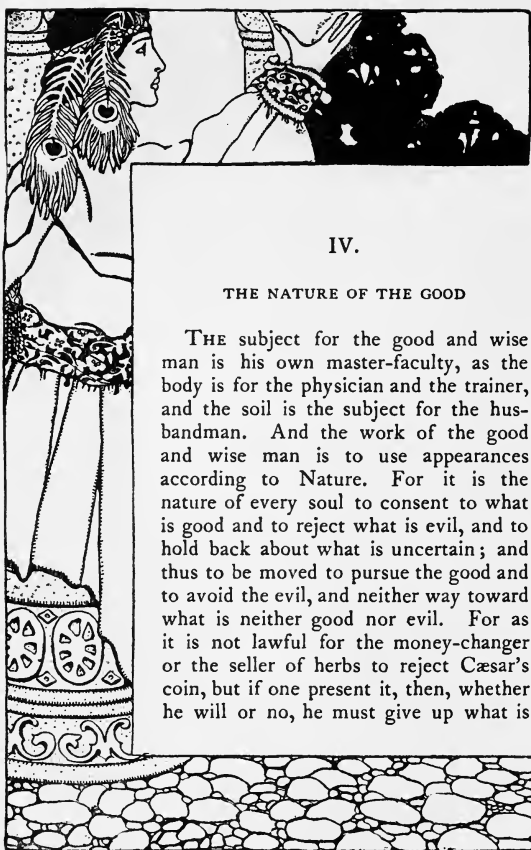 IV.
THE NATURE OF THE GOOD
THE subject for the good and wise
man is his own master-faculty, as the
body is for the physician and the trainer,
and the soil is the subject for the hus-
bandman. And the work of the good
and wise man is to use appearances
according to Nature. For it is the
nature of every soul to consent to what
is good and to reject what is evil, and to
hold back about what is uncertain; and
thus to be moved to pursue the good and
to avoid the evil, and neither way toward
what is neither good nor evil. For as
it is not lawful for the money-changer
or the seller of herbs to reject Cæsar's
coin, but if one present it, then, whether
he will or no, he must give up what is